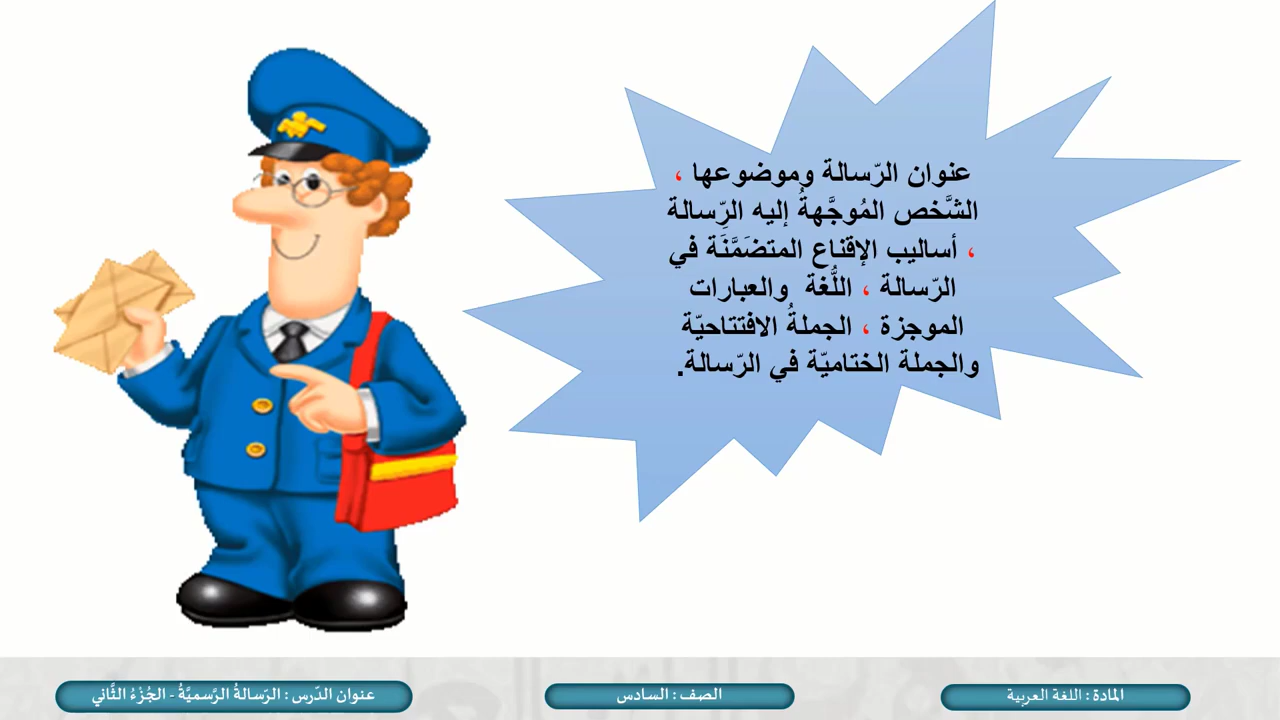 عنوان الرّسالة وموضوعها ،
الشَّخص المُوجَّهةُ إليه الرِّسالة
، أساليب الإقناع المتضَمَّنَة في
الرّسالة ، اللُّغة والعبارات
الموجزة ، الجملةُ الافتتاحيّة
والجملة الختاميّة في الرّسالة.
المادة : اللغة العربية
الصف : السادس
عنوان الدّرس : الرّسالةُ الرَّسميَّةُ - الجُزْءُ الثَّاني